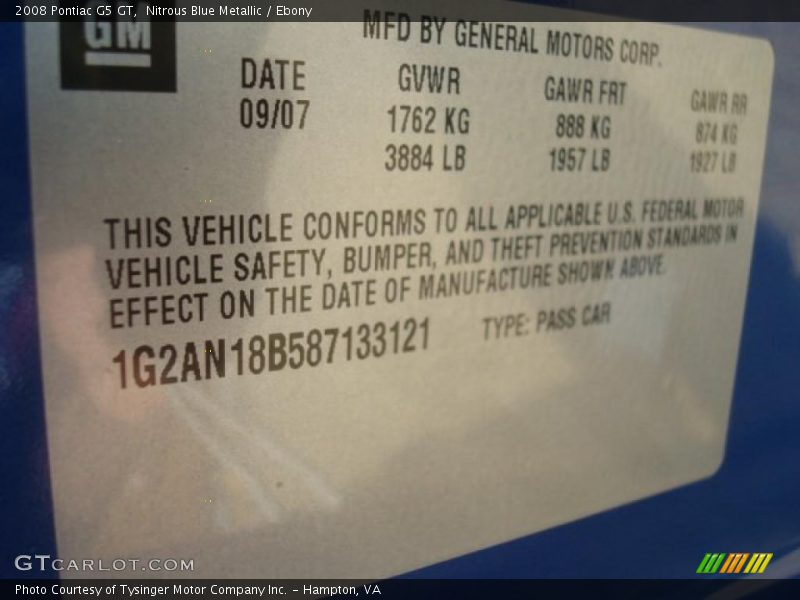 2008 Pontiac G5 GT, Nitrous Blue Metallic / Ebony
GM
MFD BY GENERAL MOTORS CORP.
DATE GVWR GAWR FRT GAWR RR
09/07 1762 KG 888 KG 874 KG
3884 LB 1957 LB 1927 LB
THIS VEHICLE CONFORMS TO ALL APPLICABLE U.S. FEDERAL MOTOR
VEHICLE SAFETY, BUMPER, AND THEFT PREVENTION STANDARDS IN
EFFECT ON THE DATE OF MANUFACTURE SHOWN ABOVE.
1G2AN18B587133121 TYPE: PASS CAR
GTCARLOT.COM
Photo Courtesy of Tysinger Motor Company Inc. - Hampton, VA